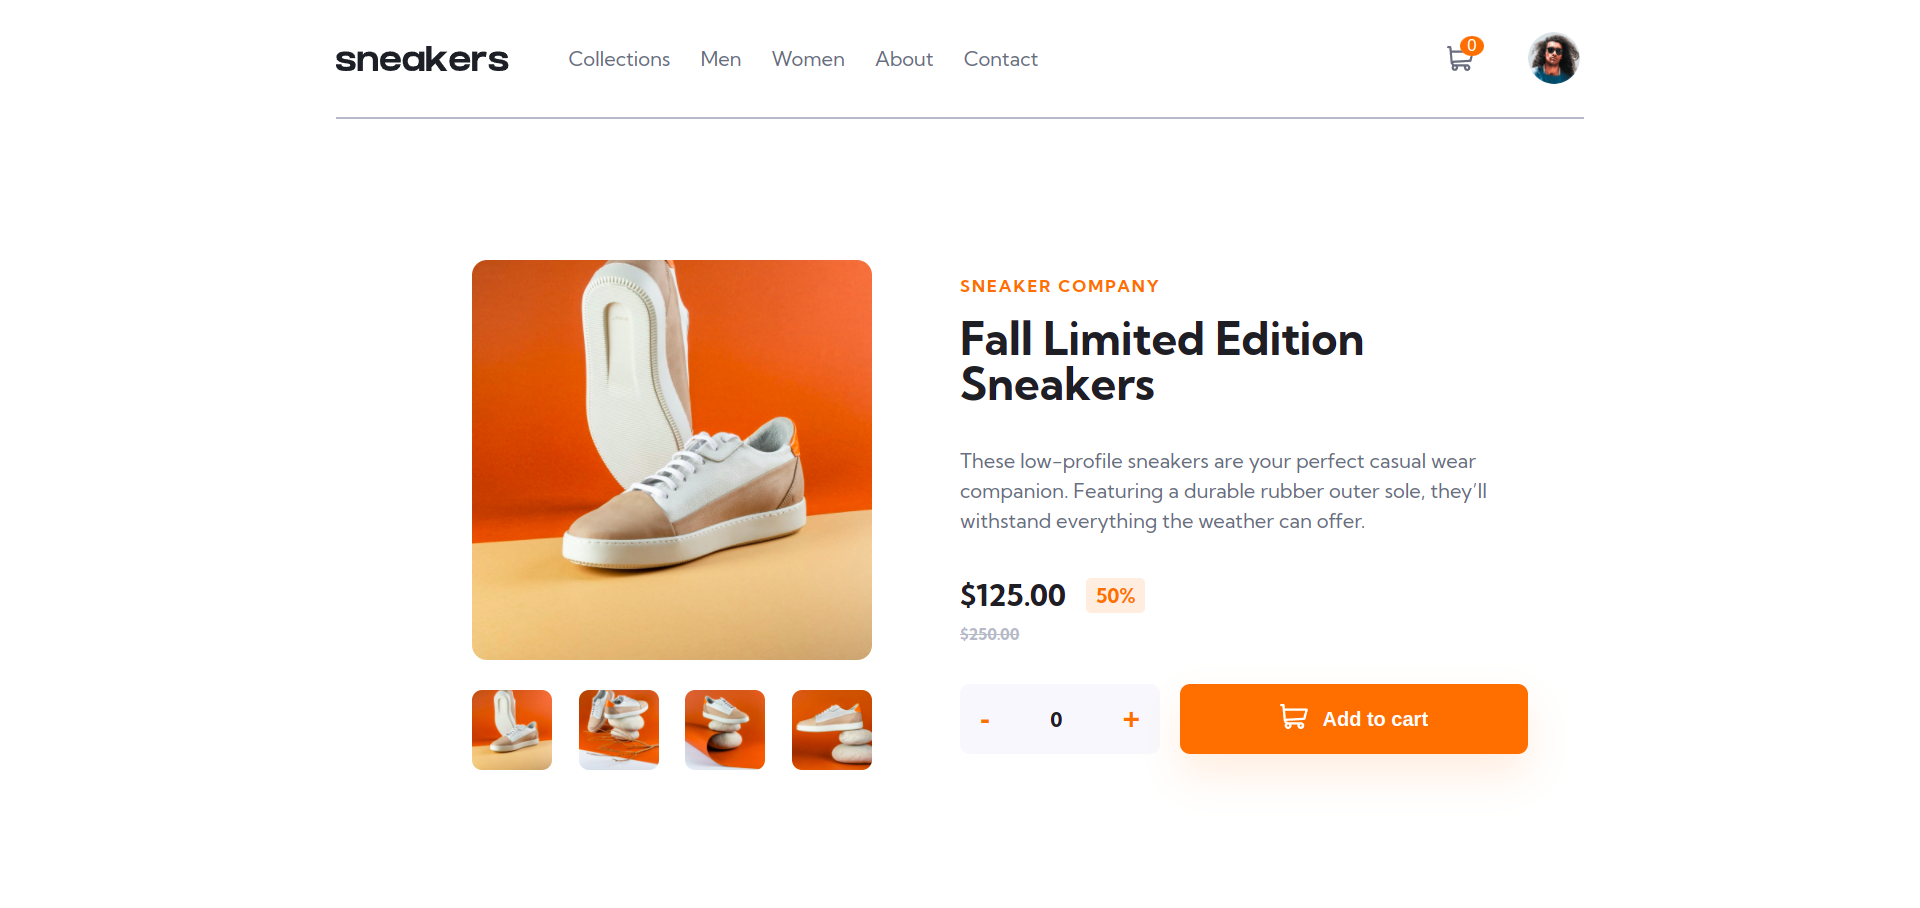 sneakers
Collections Men Women About Contact
0
SNEAKER COMPANY
Fall Limited Edition
Sneakers
These low-profile sneakers are your perfect casual wear
companion. Featuring a durable rubber outer sole, they’ll
withstand everything the weather can offer.
$125.00 50%
$250.00
- 0 + Add to cart